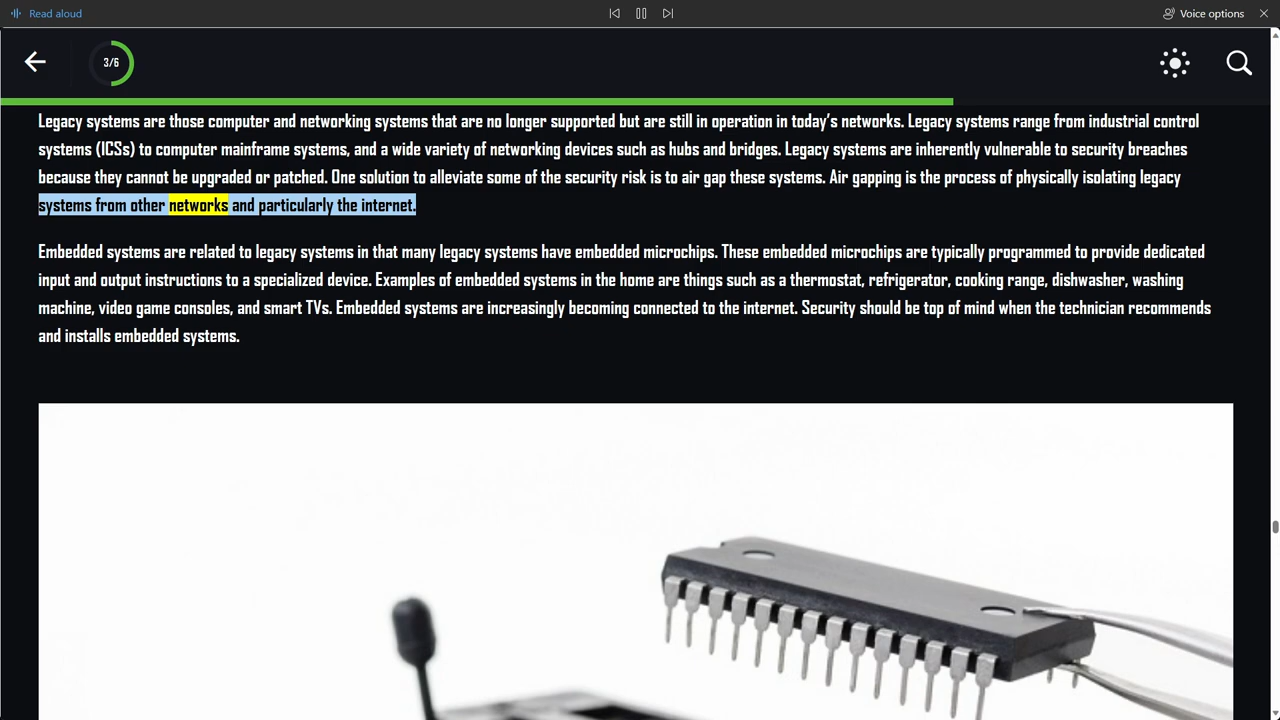 Read aloud
Voice options
3/6
Legacy systems are those computer and networking systems that are no longer supported but are still in operation in today’s networks. Legacy systems range from industrial control
systems (ICSs) to computer mainframe systems, and a wide variety of networking devices such as hubs and bridges. Legacy systems are inherently vulnerable to security breaches
because they cannot be upgraded or patched. One solution to alleviate some of the security risk is to air gap these systems. Air gapping is the process of physically isolating legacy
systems from other networks and particularly the internet.
Embedded systems are related to legacy systems in that many legacy systems have embedded microchips. These embedded microchips are typically programmed to provide dedicated
input and output instructions to a specialized device. Examples of embedded systems in the home are things such as a thermostat, refrigerator, cooking range, dishwasher, washing
machine, video game consoles, and smart TVs. Embedded systems are increasingly becoming connected to the internet. Security should be top of mind when the technician recommends
and installs embedded systems.